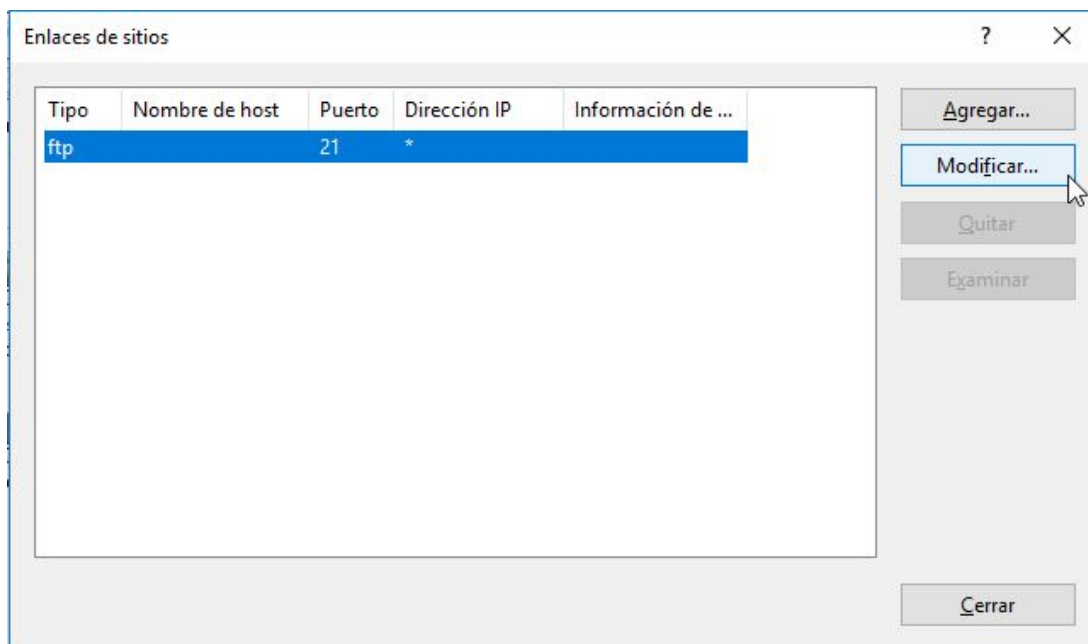 Enlaces de sitios
Tipo Nombre de host Puerto Dirección IP Información de ...
ftp 21 *
Agregar...
Modificar...
Quitar
Examinar
Cerrar